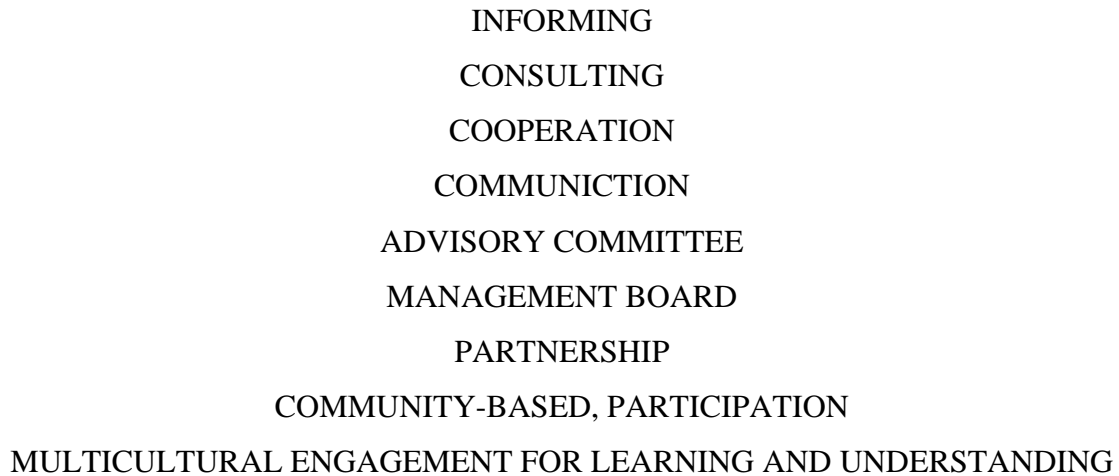 INFORMING
CONSULTING
COOPERATION
COMMUNICTION
ADVISORY COMMITTEE
MANAGEMENT BOARD
PARTNERSHIP
COMMUNITY-BASED, PARTICIPATION
MULTICULTURAL ENGAGEMENT FOR LEARNING AND UNDERSTANDING